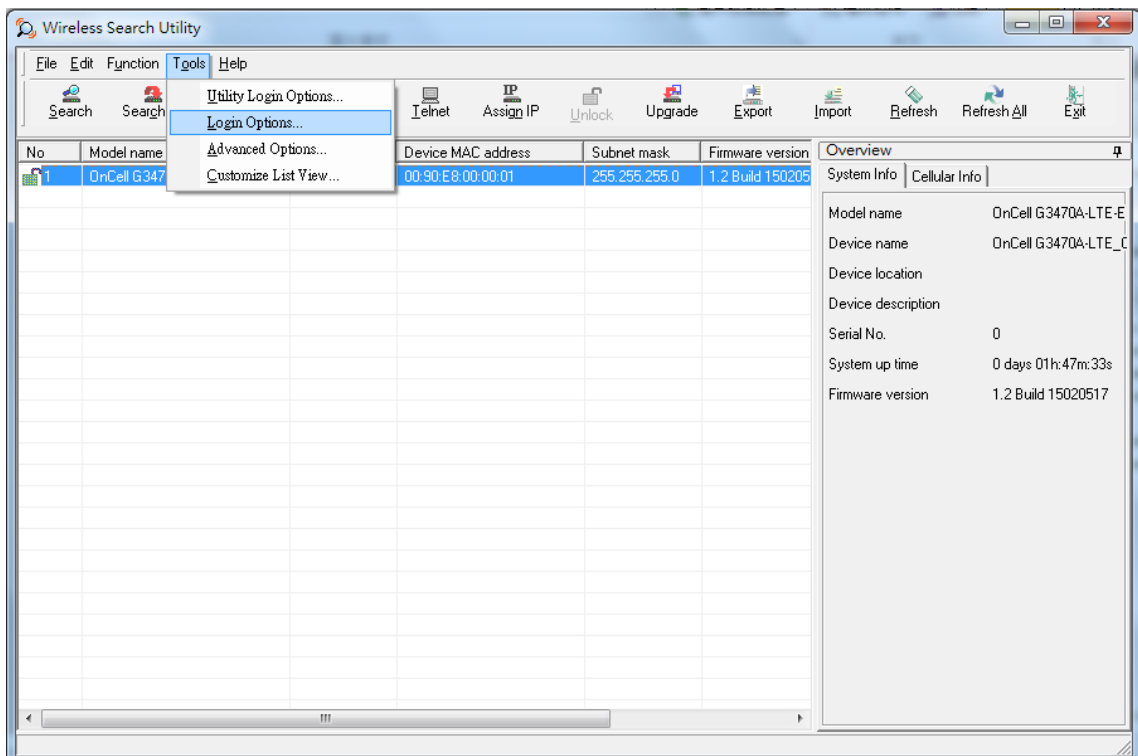 Wireless Search Utility
File Edit Function Tools Help
Search Search Telnet Assign IP Unlock Upgrade Export Import Refresh Refresh All Exit
Utility Login Options...
Login Options...
Advanced Options...
Customize List View...
No Model name Device MAC address Subnet mask Firmware version
1 OnCell G347 00:90:E8:00:00:01 255.255.255.0 1.2 Build 150205
Overview
System Info Cellular Info
Model name OnCell G3470A-LTE-E
Device name OnCell G3470A-LTE_0
Device location
Device description
Serial No. 0
System up time 0 days 01h:47m:33s
Firmware version 1.2 Build 15020517